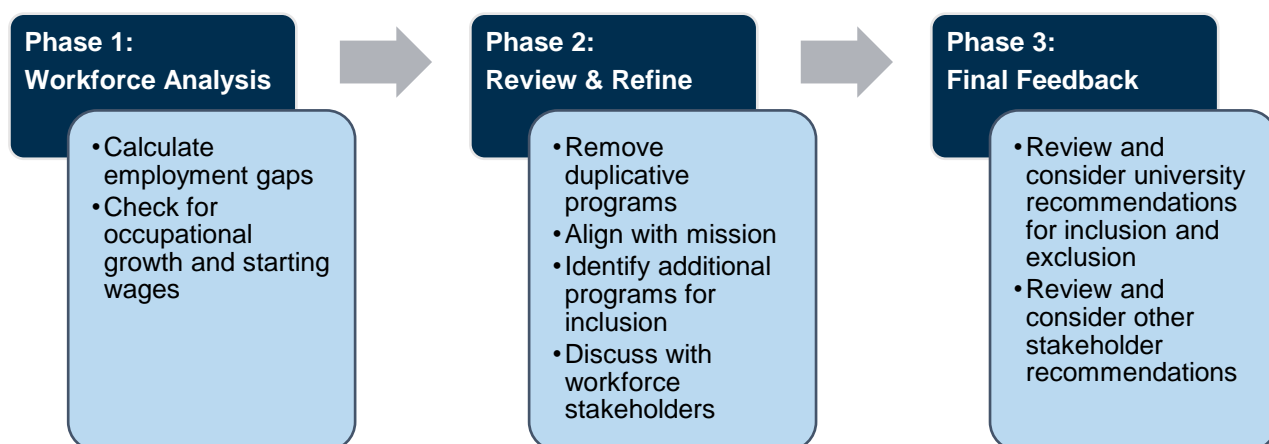 Phase 1:
Workforce Analysis
•Calculate
employment gaps
•Check for
occupational
growth and starting
wages
Phase 2:
Review & Refine
•Remove
duplicative
programs
•Align with mission
•Identify additional
programs for
inclusion
•Discuss with
workforce
stakeholders
Phase 3:
Final Feedback
•Review and
consider university
recommendations
for inclusion and
exclusion
•Review and
consider other
stakeholder
recommendations